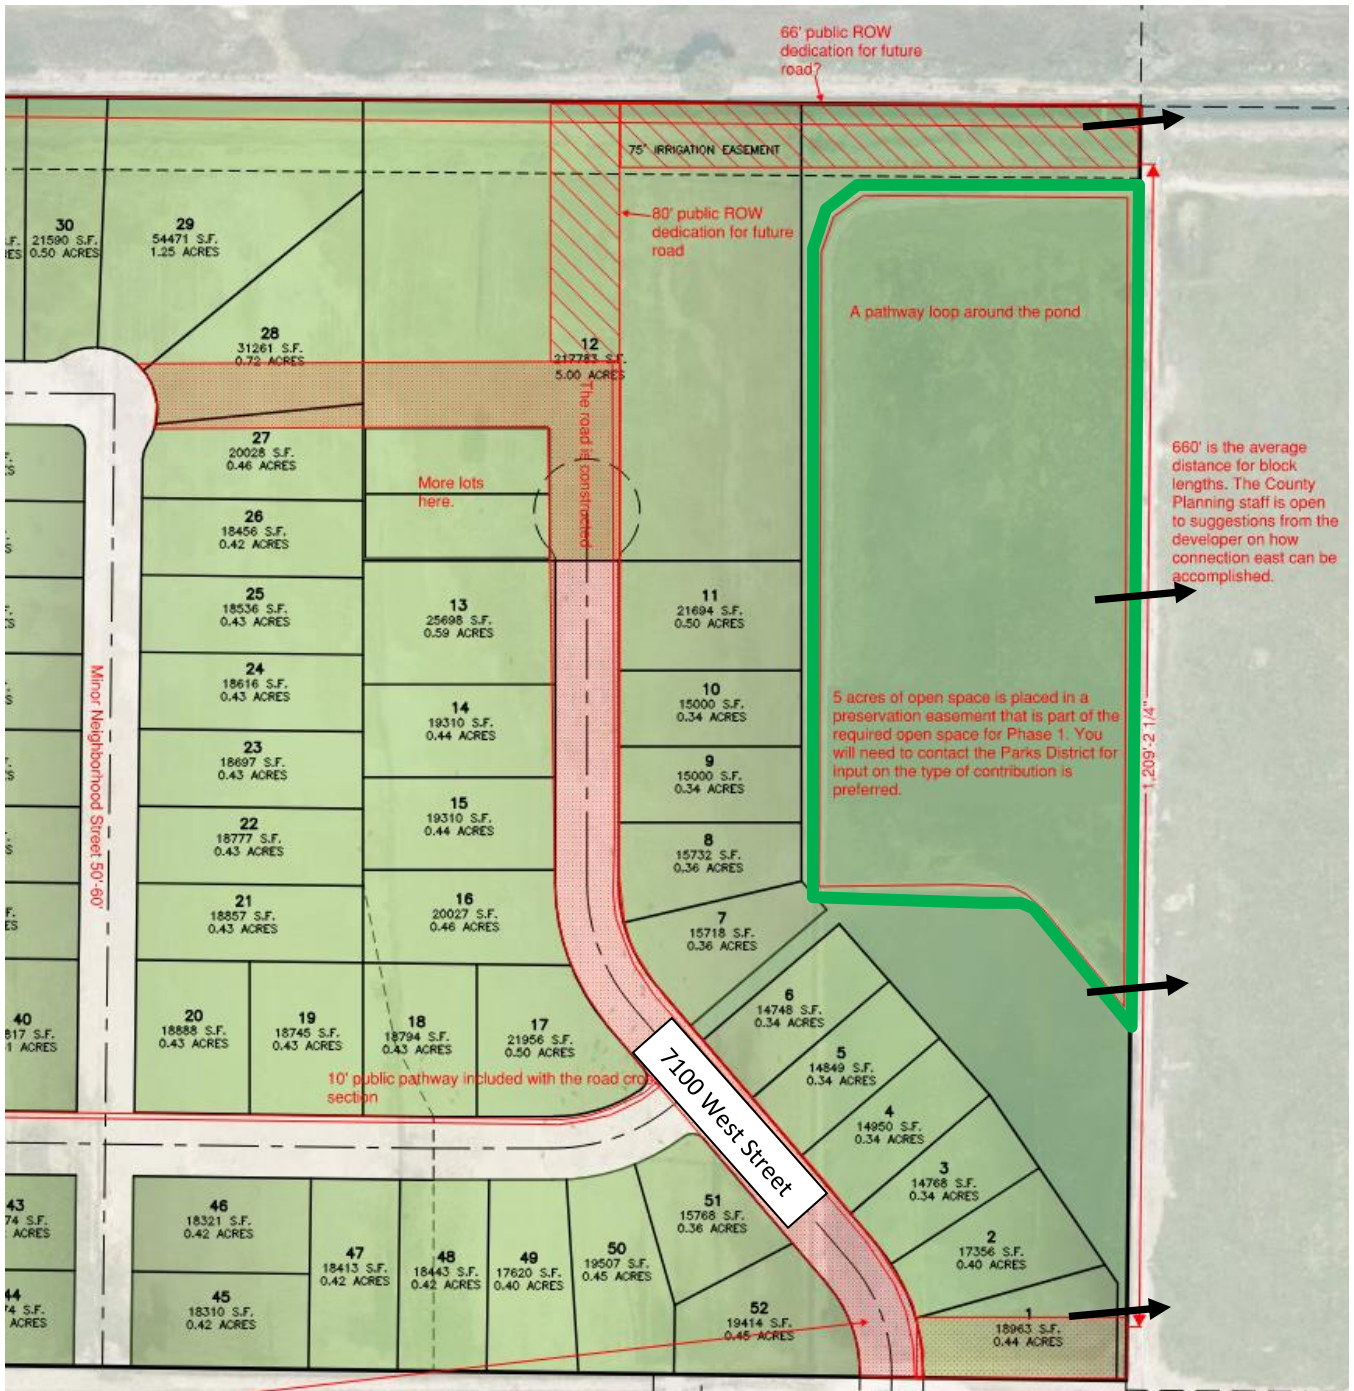 66' public ROW
dedication for future
road?
75' IRRIGATION EASEMENT
80' public ROW
dedication for future
road
30
21590 S.F.
0.50 ACRES
29
54471 S.F.
1.25 ACRES
28
31261 S.F.
0.72 ACRES
12
217783 S.F.
5.00 ACRES
A pathway loop around the pond
The road is constructed
660' is the average
distance for block
lengths. The County
Planning staff is open
to suggestions from the
developer on how
connection east can be
accomplished.
1,209'-2 1/4"
27
20028 S.F.
0.46 ACRES
More lots
here.
26
18456 S.F.
0.42 ACRES
25
18536 S.F.
0.43 ACRES
13
25698 S.F.
0.59 ACRES
11
21694 S.F.
0.50 ACRES
24
18616 S.F.
0.43 ACRES
14
19310 S.F.
0.44 ACRES
10
15000 S.F.
0.34 ACRES
Minor Neighborhood Street 50'-60'
5 acres of open space is placed in a
preservation easement that is part of the
required open space for Phase 1. You
will need to contact the Parks District for
input on the type of contribution is
preferred.
23
18697 S.F.
0.43 ACRES
9
15000 S.F.
0.34 ACRES
22
18777 S.F.
0.43 ACRES
15
19310 S.F.
0.44 ACRES
8
15732 S.F.
0.36 ACRES
21
18857 S.F.
0.43 ACRES
16
20027 S.F.
0.46 ACRES
7
15718 S.F.
0.36 ACRES
40
817 S.F.
1 ACRES
20
18888 S.F.
0.43 ACRES
19
18745 S.F.
0.43 ACRES
18
18794 S.F.
0.43 ACRES
17
21956 S.F.
0.50 ACRES
6
14748 S.F.
0.34 ACRES
5
14849 S.F.
0.34 ACRES
4
14950 S.F.
0.34 ACRES
3
14768 S.F.
0.34 ACRES
2
17356 S.F.
0.40 ACRES
1
18963 S.F.
0.44 ACRES
10' public pathway included with the road cros
section
7100 West Street
43
74 S.F.
ACRES
46
18321 S.F.
0.42 ACRES
47
18413 S.F.
0.42 ACRES
48
18443 S.F.
0.42 ACRES
49
17620 S.F.
0.40 ACRES
50
19507 S.F.
0.45 ACRES
51
15768 S.F.
0.36 ACRES
52
19414 S.F.
0.45 ACRES
44
74 S.F.
ACRES
45
18310 S.F.
0.42 ACRES